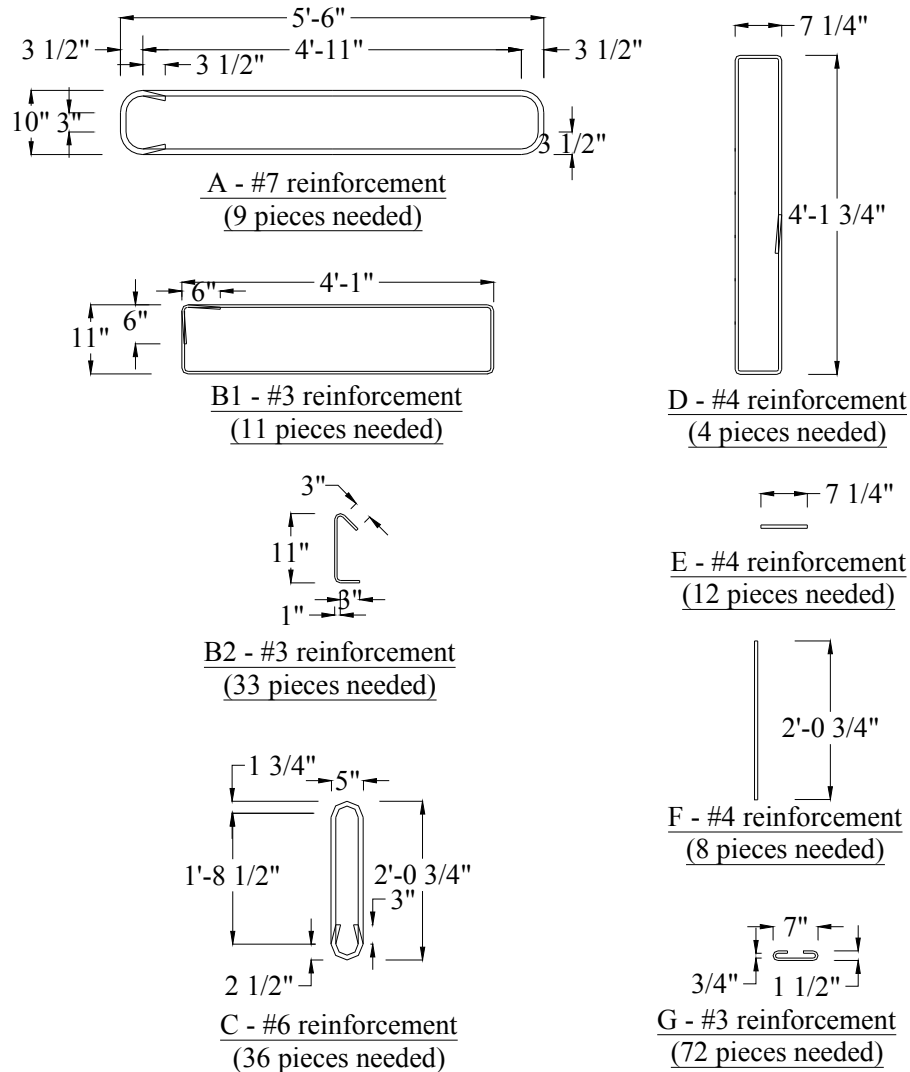 5'-6"
3 1/2" 4'-11" 3 1/2"
3 1/2"
10" 3"
3 1/2"
A - #7 reinforcement
(9 pieces needed)
4'-1"
6"
6"
11"
B1 - #3 reinforcement
(11 pieces needed)
3"
11"
3"
1"
B2 - #3 reinforcement
(33 pieces needed)
1 3/4"
5"
1'-8 1/2"
2'-0 3/4"
3"
2 1/2"
C - #6 reinforcement
(36 pieces needed)
7 1/4"
4'-1 3/4"
D - #4 reinforcement
(4 pieces needed)
7 1/4"
E - #4 reinforcement
(12 pieces needed)
2'-0 3/4"
F - #4 reinforcement
(8 pieces needed)
7"
3/4"
1 1/2"
G - #3 reinforcement
(72 pieces needed)